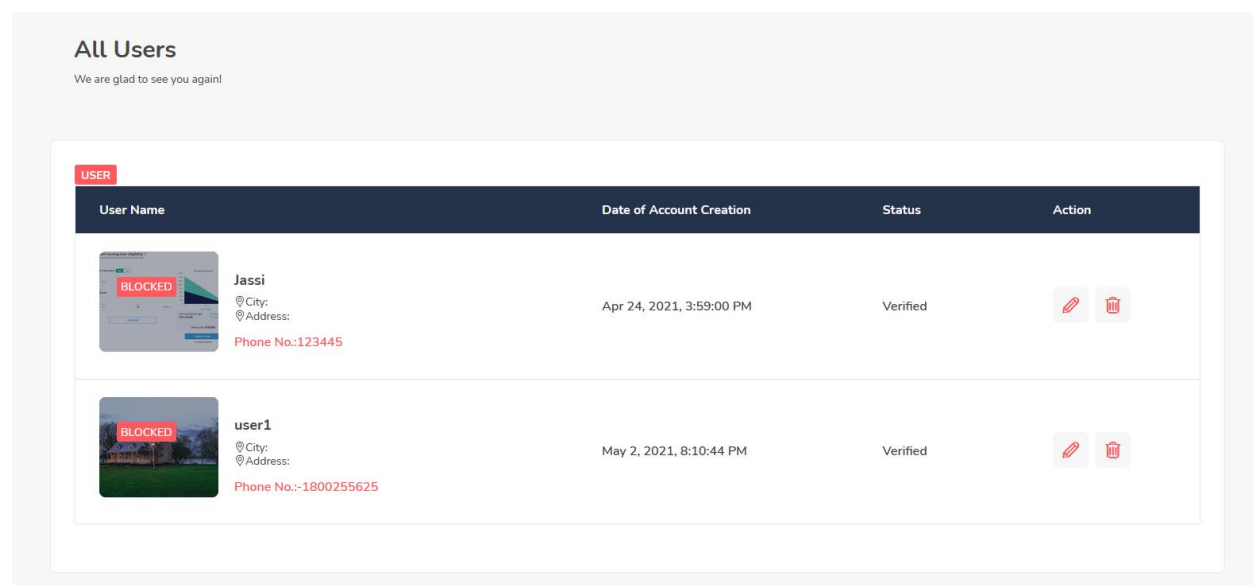 All Users
We are glad to see you again!
USER
User Name Date of Account Creation Status Action
BLOCKED
Jassi
City:
Address:
Phone No.:123445
Apr 24, 2021, 3:59:00 PM
Verified
BLOCKED
user1
City:
Address:
Phone No.:-1800255625
May 2, 2021, 8:10:44 PM
Verified